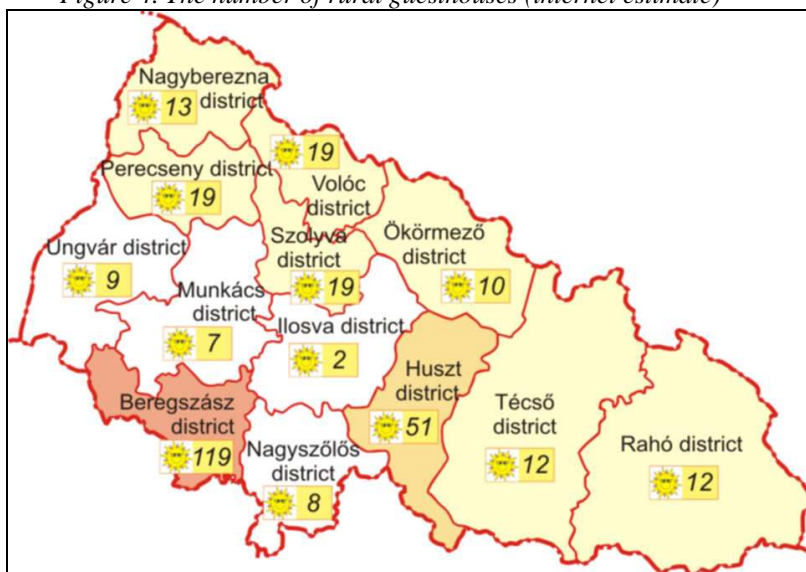 Figure 4. The number of rural guesthouses (internet estimate)
Nagyberezna
district
13
19
Volóc
district
Perecseny district
19
Szolyva
district
19
Ökörmező
district
10
Ungvár district
9
Munkács
district
7
Ilosva district
2
Huszt
district
51
Técső
district
12
Rahó district
12
Beregszász
district
119
Nagyszőlős
district
8